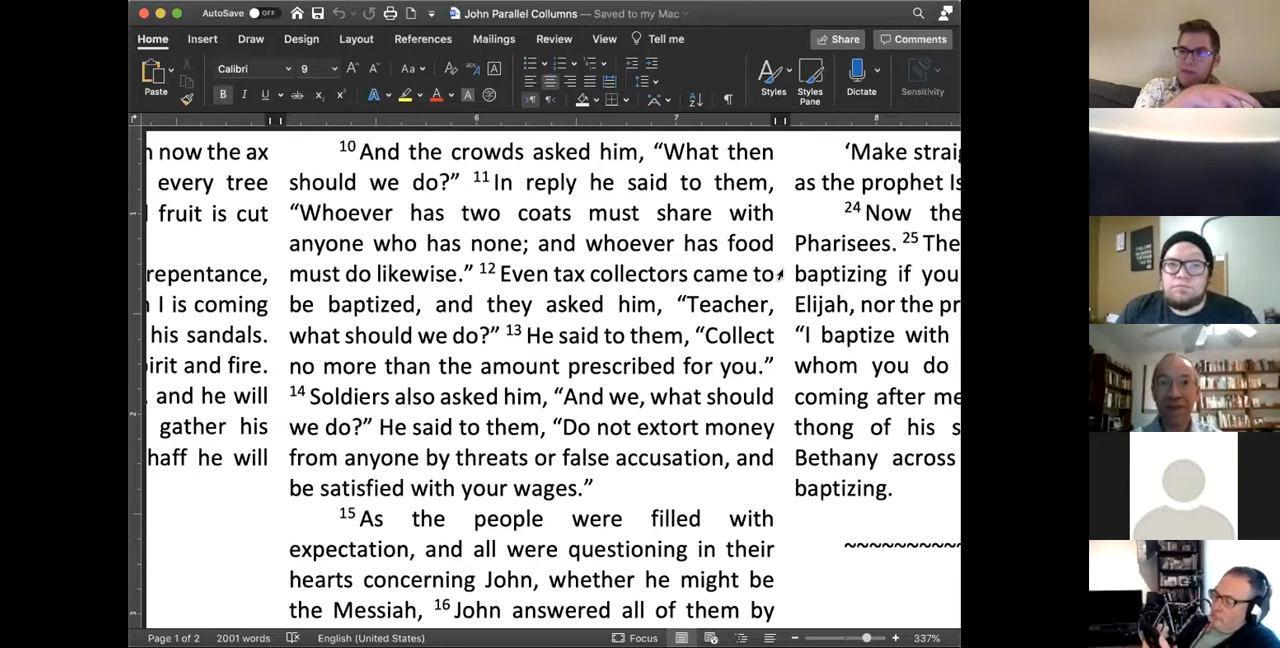 AutoSave OFF John Parallel Collumns — Saved to my Mac
Home Insert Draw Design Layout References Mailings Review View Tell me Share Comments
Paste Calibri 9 Styles Styles Pane Dictate Sensitivity
6 7 8
now the ax
every tree
fruit is cut
repentance,
I is coming
his sandals.
irit and fire.
. and he will
gather his
haff he will
10 And the crowds asked him, “What then
should we do?” 11 In reply he said to them,
“Whoever has two coats must share with
anyone who has none; and whoever has food
must do likewise.” 12 Even tax collectors came to
be baptized, and they asked him, “Teacher,
what should we do?” 13 He said to them, “Collect
no more than the amount prescribed for you.”
14 Soldiers also asked him, “And we, what should
we do?” He said to them, “Do not extort money
from anyone by threats or false accusation, and
be satisfied with your wages.”
15 As the people were filled with
expectation, and all were questioning in their
hearts concerning John, whether he might be
the Messiah, 16 John answered all of them by
‘Make straig
as the prophet Is
24 Now the
Pharisees. 25 The
baptizing if you
Elijah, nor the pr
“I baptize with
whom you do
coming after me
thong of his s
Bethany across
baptizing.
~~~~~~~~~~
Page 1 of 2 2001 words English (United States) Focus 337%